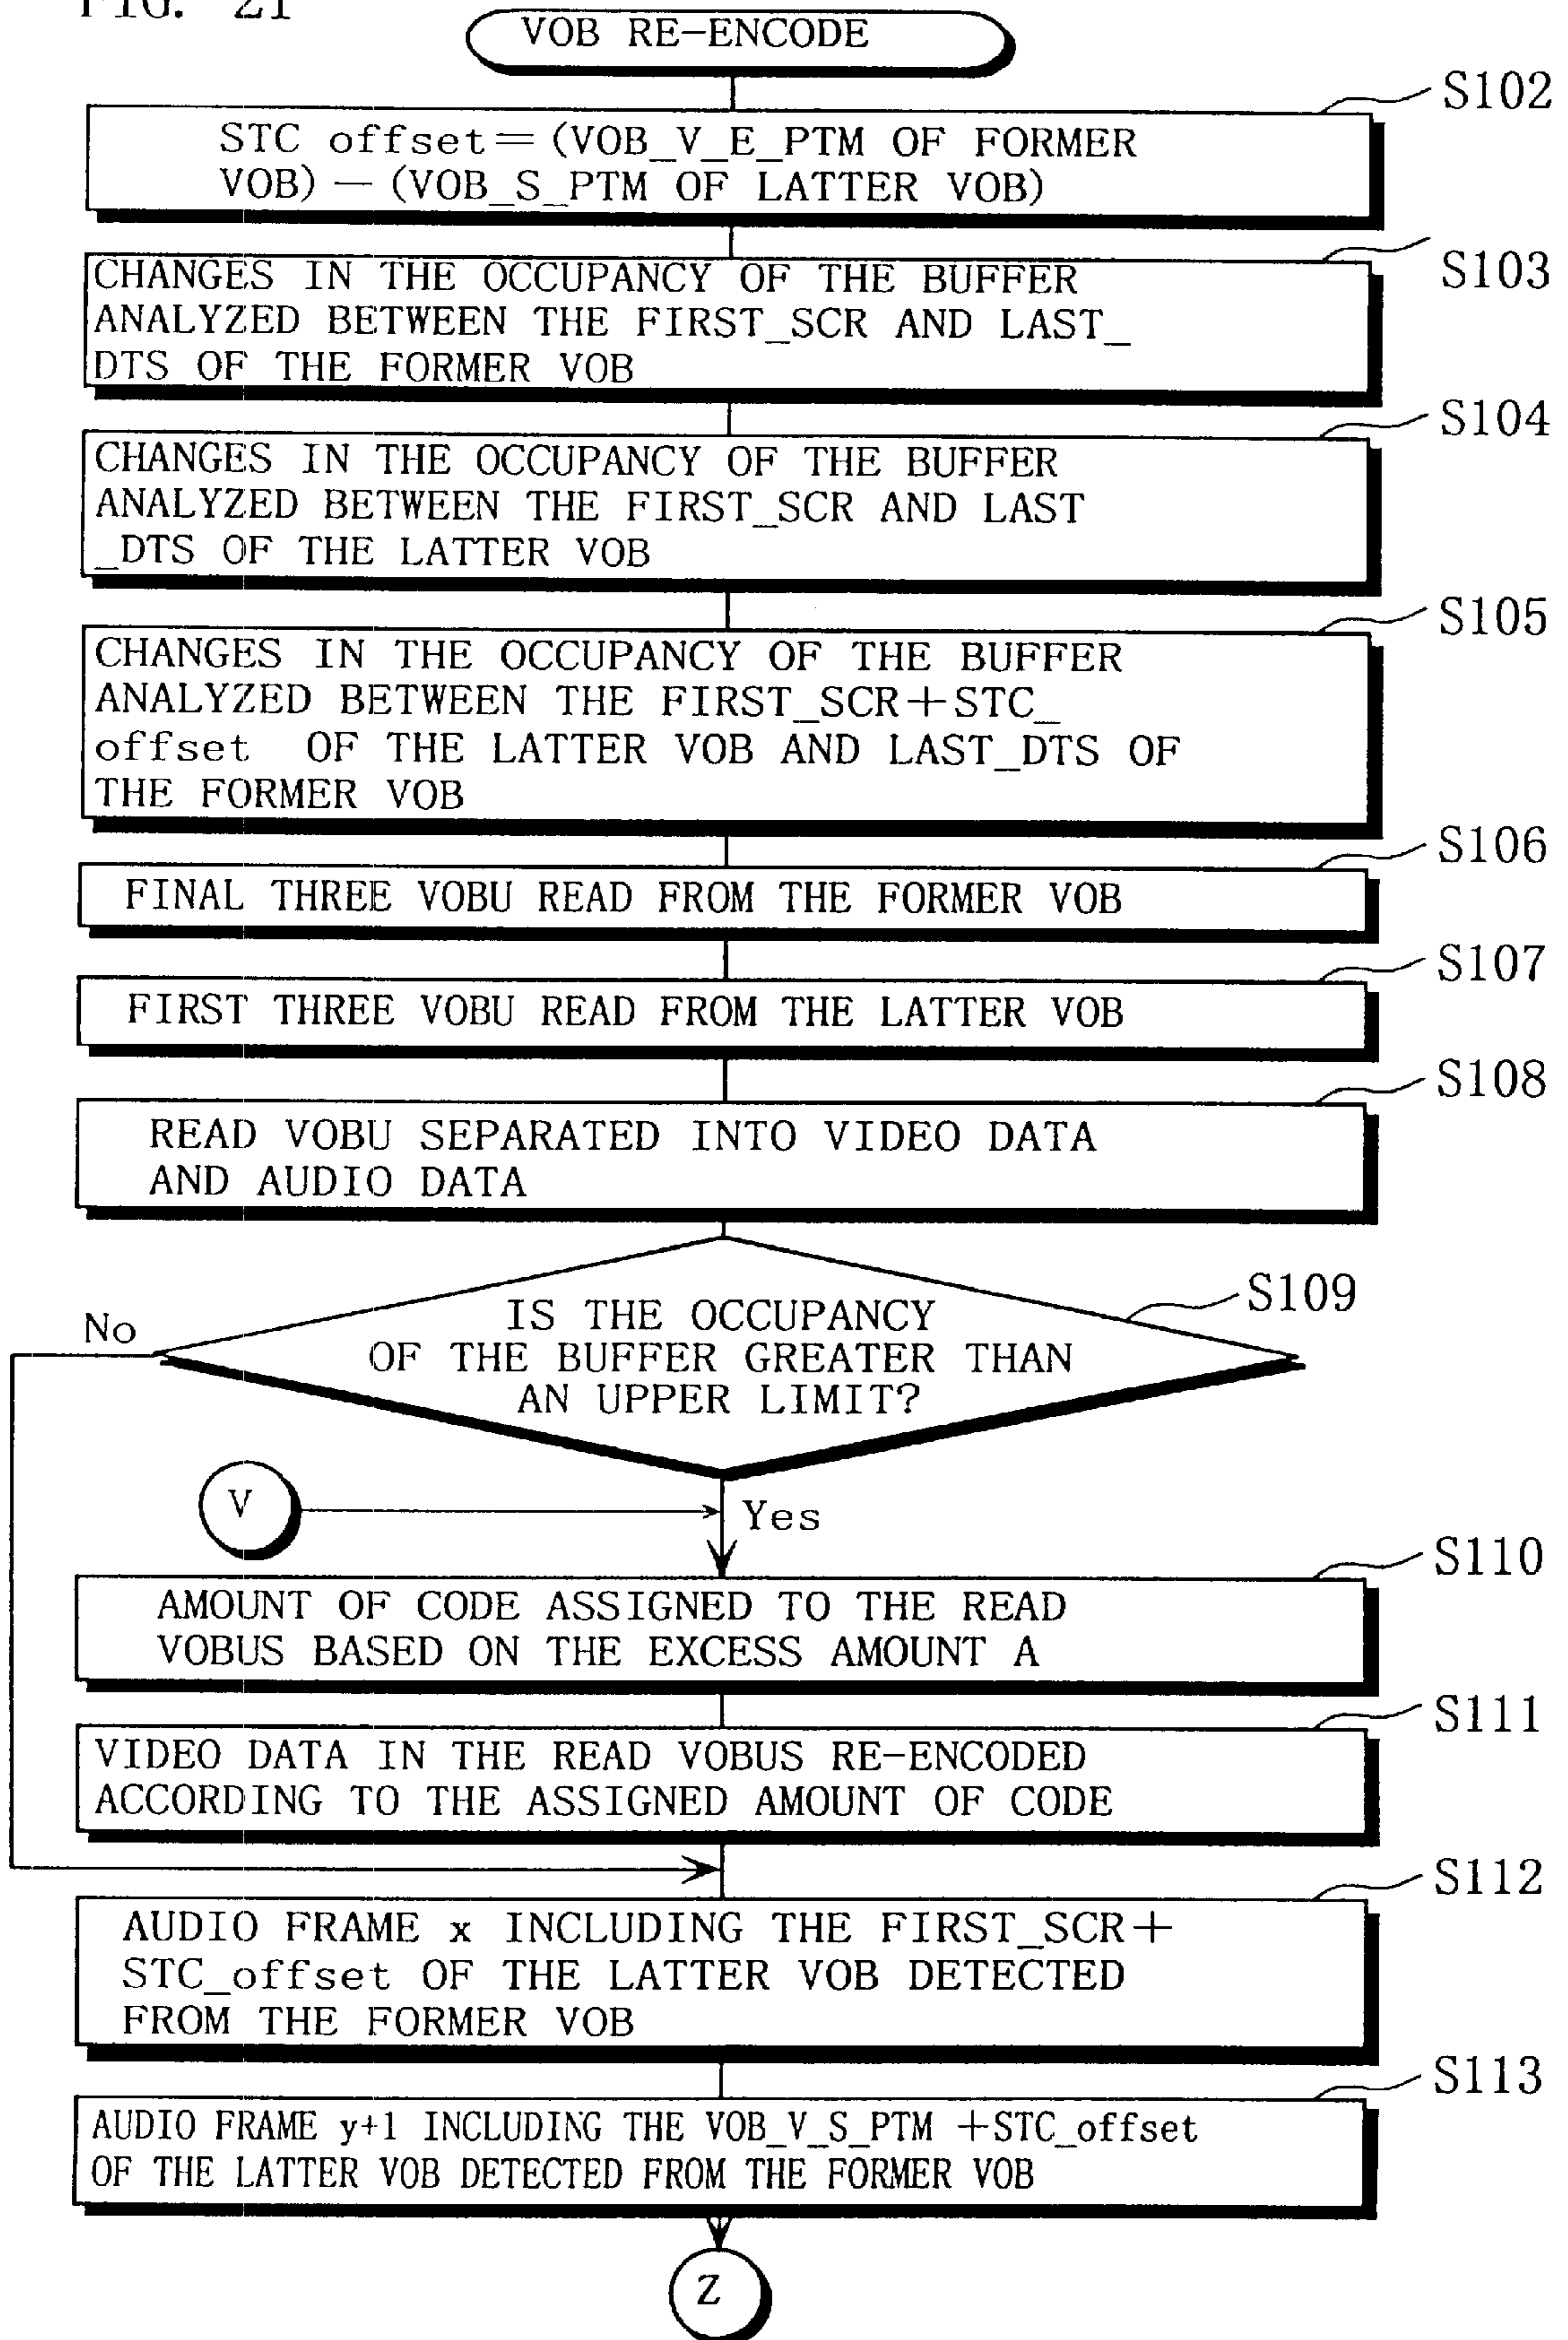 FIG. 21
VOB RE-ENCODE
S102
STC offset=(VOB_V_E_PTM OF FORMER
VOB)—(VOB_S_PTM OF LATTER VOB)
S103
CHANGES IN THE OCCUPANCY OF THE BUFFER
ANALYZED BETWEEN THE FIRST_SCR AND LAST_
DTS OF THE FORMER VOB
S104
CHANGES IN THE OCCUPANCY OF THE BUFFER
ANALYZED BETWEEN THE FIRST_SCR AND LAST
_DTS OF THE LATTER VOB
S105
CHANGES IN THE OCCUPANCY OF THE BUFFER
ANALYZED BETWEEN THE FIRST_SCR+STC_
offset OF THE LATTER VOB AND LAST_DTS OF
THE FORMER VOB
S106
FINAL THREE VOBU READ FROM THE FORMER VOB
S107
FIRST THREE VOBU READ FROM THE LATTER VOB
S108
READ VOBU SEPARATED INTO VIDEO DATA
AND AUDIO DATA
S109
IS THE OCCUPANCY
OF THE BUFFER GREATER THAN
AN UPPER LIMIT?
No
V
Yes
S110
AMOUNT OF CODE ASSIGNED TO THE READ
VOBUS BASED ON THE EXCESS AMOUNT A
S111
VIDEO DATA IN THE READ VOBUS RE-ENCODED
ACCORDING TO THE ASSIGNED AMOUNT OF CODE
S112
AUDIO FRAME x INCLUDING THE FIRST_SCR+
STC_offset OF THE LATTER VOB DETECTED
FROM THE FORMER VOB
S113
AUDIO FRAME y+1 INCLUDING THE VOB_V_S_PTM +STC_offset
OF THE LATTER VOB DETECTED FROM THE FORMER VOB
Z